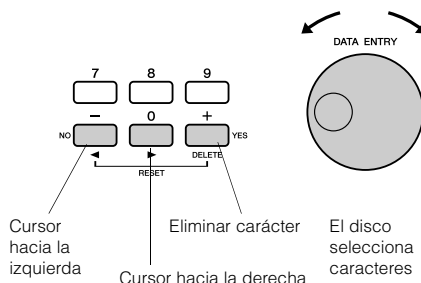 DATA ENTRY
7 8 9
NO − 0 + YES
◄ ► DELETE
RESET
Cursor
hacia la
izquierda
Eliminar carácter
El disco
selecciona
caracteres
Cursor hacia la derecha